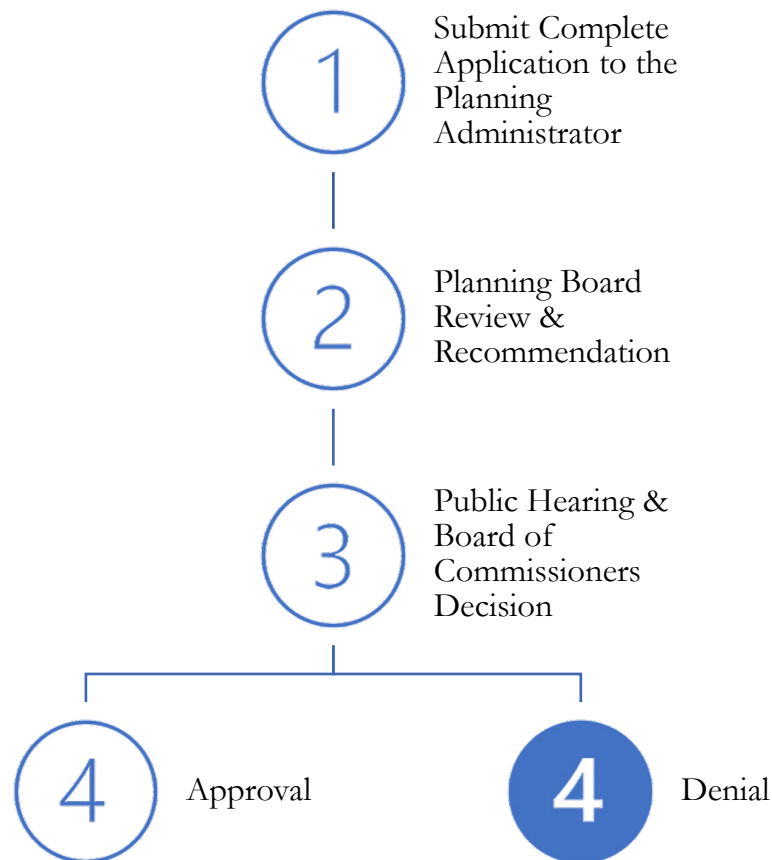 1
Submit Complete
Application to the
Planning
Administrator
2
Planning Board
Review &
Recommendation
3
Public Hearing &
Board of
Commissioners
Decision
4
Approval
4
Denial